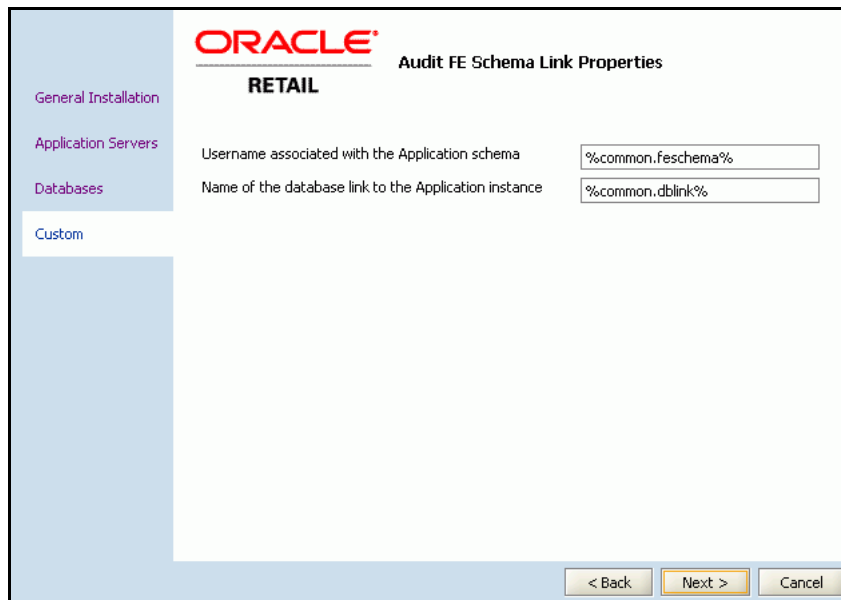 ORACLE
RETAIL
Audit FE Schema Link Properties
General Installation
Application Servers
Databases
Custom
Username associated with the Application schema
%common.feschema%
Name of the database link to the Application instance
%common.dblink%
< Back
Next >
Cancel